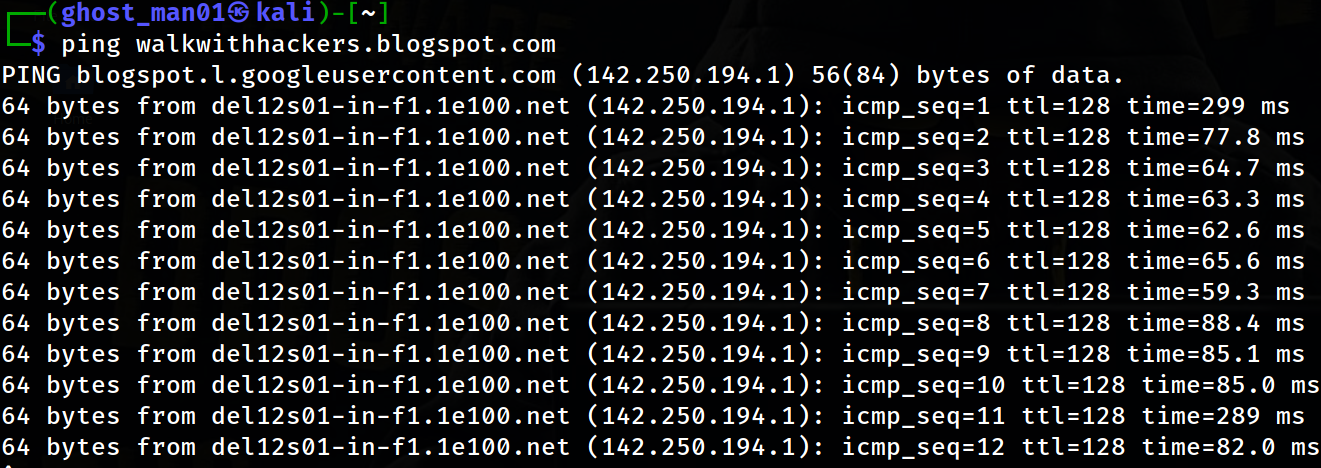 ┌──(ghost_man01㉿kali)-[~]
└─$ ping walkwithhackers.blogspot.com
PING blogspot.l.googleusercontent.com (142.250.194.1) 56(84) bytes of data.
64 bytes from del12s01-in-f1.1e100.net (142.250.194.1): icmp_seq=1 ttl=128 time=299 ms
64 bytes from del12s01-in-f1.1e100.net (142.250.194.1): icmp_seq=2 ttl=128 time=77.8 ms
64 bytes from del12s01-in-f1.1e100.net (142.250.194.1): icmp_seq=3 ttl=128 time=64.7 ms
64 bytes from del12s01-in-f1.1e100.net (142.250.194.1): icmp_seq=4 ttl=128 time=63.3 ms
64 bytes from del12s01-in-f1.1e100.net (142.250.194.1): icmp_seq=5 ttl=128 time=62.6 ms
64 bytes from del12s01-in-f1.1e100.net (142.250.194.1): icmp_seq=6 ttl=128 time=65.6 ms
64 bytes from del12s01-in-f1.1e100.net (142.250.194.1): icmp_seq=7 ttl=128 time=59.3 ms
64 bytes from del12s01-in-f1.1e100.net (142.250.194.1): icmp_seq=8 ttl=128 time=88.4 ms
64 bytes from del12s01-in-f1.1e100.net (142.250.194.1): icmp_seq=9 ttl=128 time=85.1 ms
64 bytes from del12s01-in-f1.1e100.net (142.250.194.1): icmp_seq=10 ttl=128 time=85.0 ms
64 bytes from del12s01-in-f1.1e100.net (142.250.194.1): icmp_seq=11 ttl=128 time=289 ms
64 bytes from del12s01-in-f1.1e100.net (142.250.194.1): icmp_seq=12 ttl=128 time=82.0 ms